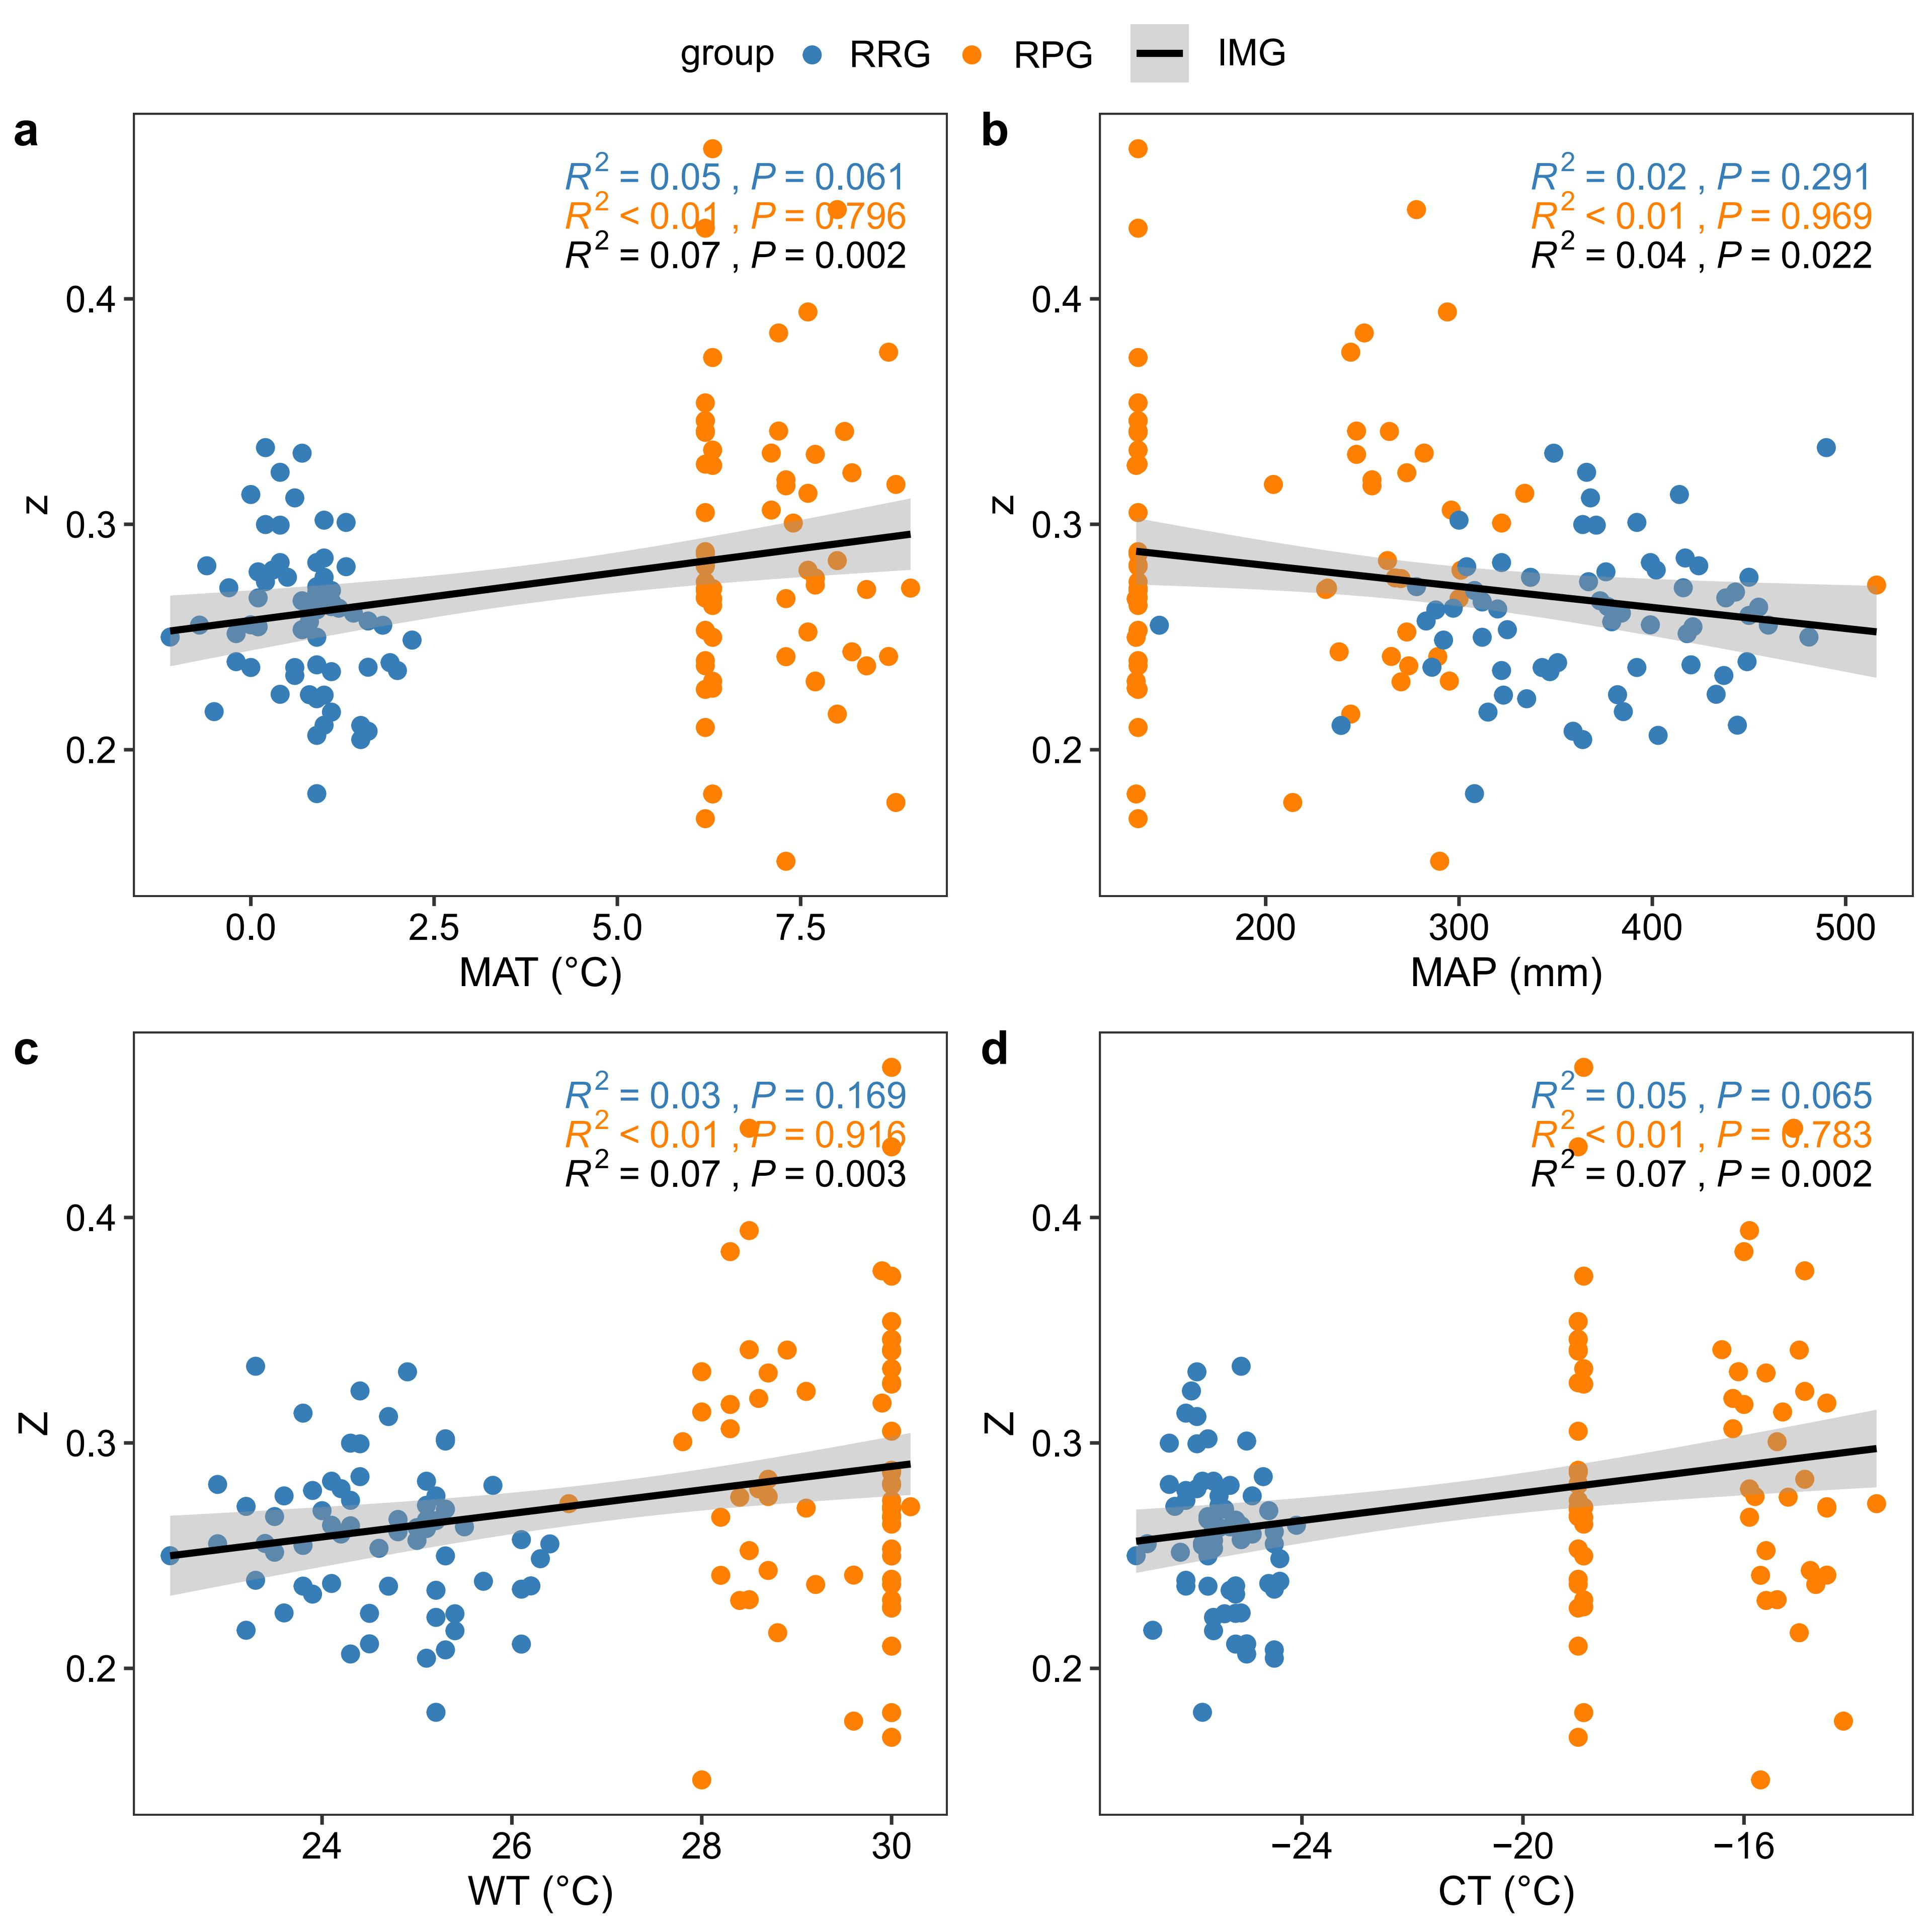 group RRG RPG IMG
a
R² = 0.05 , P = 0.061
R² < 0.01 , P = 0.796
R² = 0.07 , P = 0.002
0.4
0.3
0.2
z
0.0 2.5 5.0 7.5
MAT (°C)
b
R² = 0.02 , P = 0.291
R² < 0.01 , P = 0.969
R² = 0.04 , P = 0.022
0.4
0.3
0.2
z
200 300 400 500
MAP (mm)
c
R² = 0.03 , P = 0.169
R² < 0.01 , P = 0.916
R² = 0.07 , P = 0.003
0.4
0.3
0.2
Z
24 26 28 30
WT (°C)
d
R² = 0.05 , P = 0.065
R² < 0.01 , P = 0.783
R² = 0.07 , P = 0.002
0.4
0.3
0.2
Z
−24 −20 −16
CT (°C)